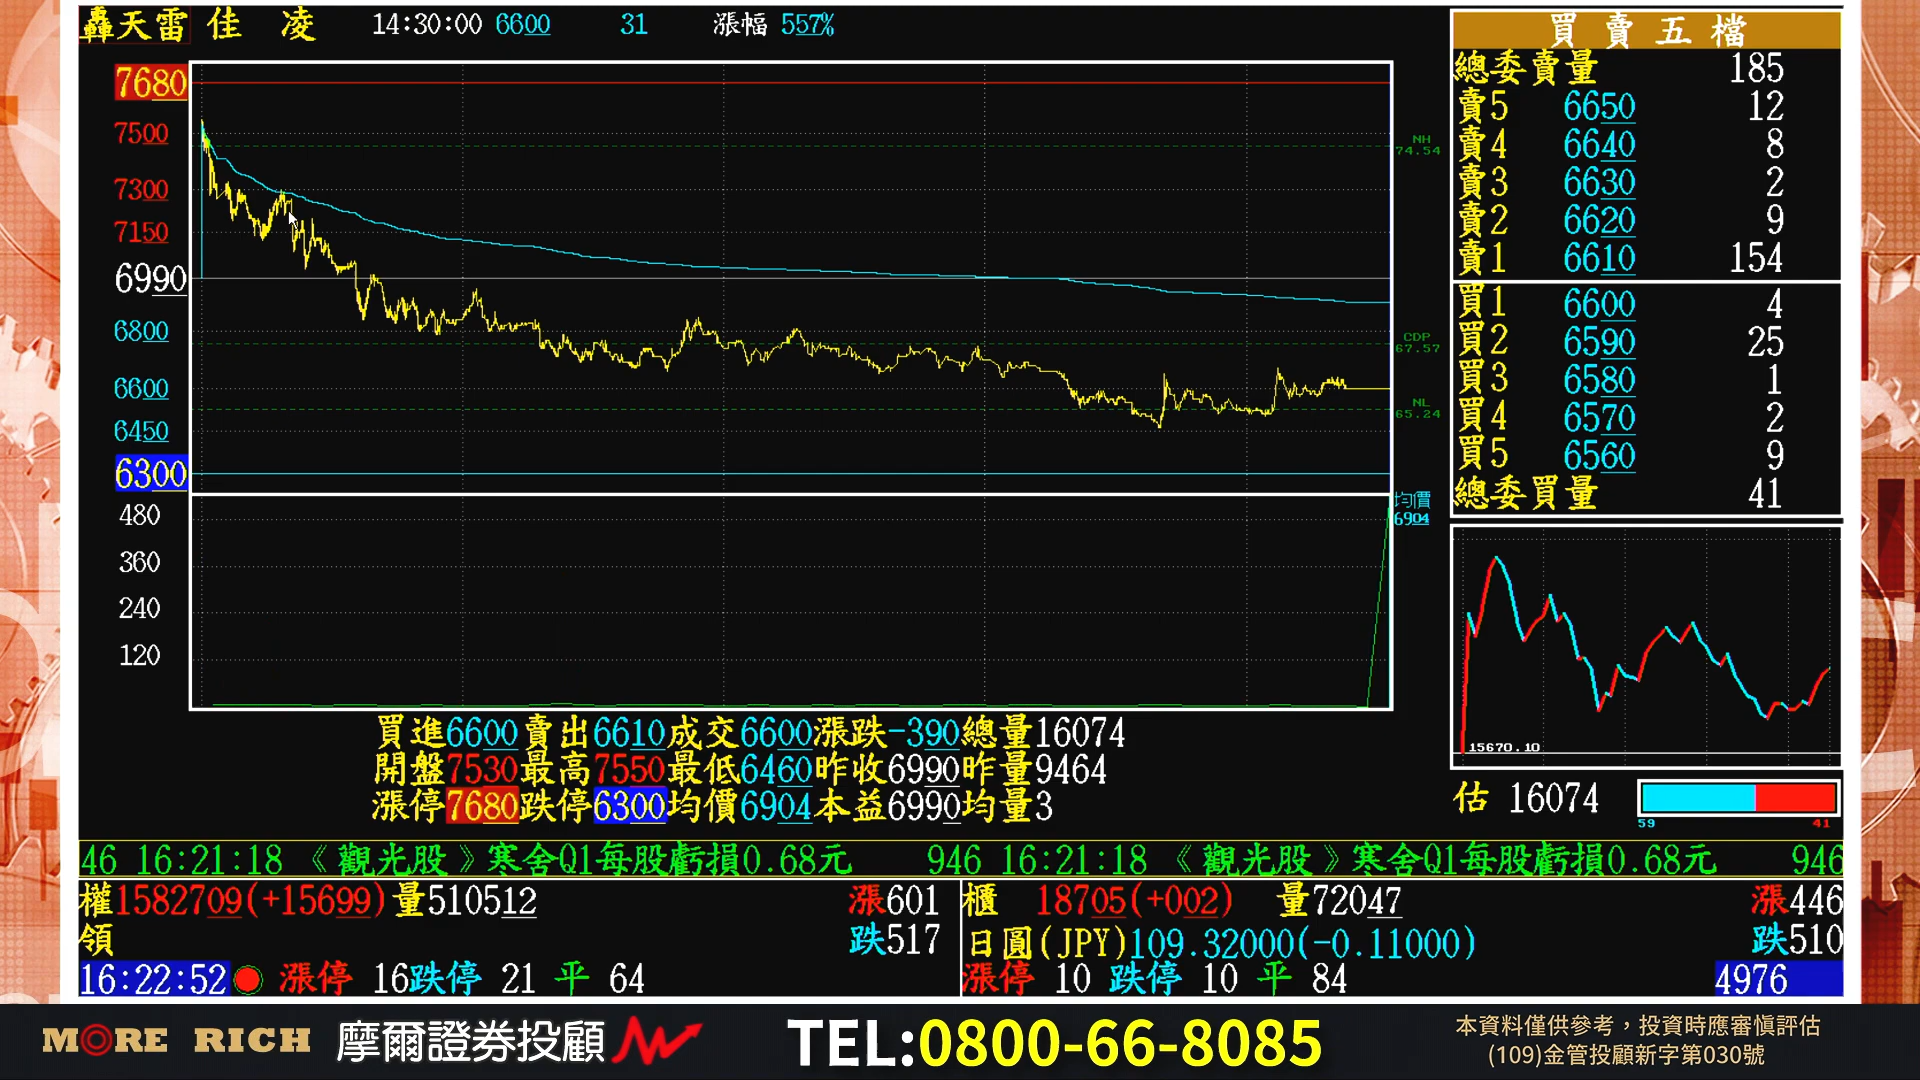 轟天雷 佳 凌 14:30:00 6600 31 漲幅 557%
7680
7500
7300
7150
6990
6800
6600
6450
6300
480
360
240
120
NH
74.54
CDP
67.57
NL
65.24
均價
6904
買賣五檔
總委賣量 185
賣5 6650 12
賣4 6640 8
賣3 6630 2
賣2 6620 9
賣1 6610 154
買1 6600 4
買2 6590 25
買3 6580 1
買4 6570 2
買5 6560 9
總委買量 41
15670.10
估 16074
59 41
買進6600賣出6610成交6600漲跌-390總量16074
開盤7530最高7550最低6460昨收6990昨量9464
漲停7680跌停6300均價6904本益6990均量3
46 16:21:18 《觀光股》寒舍Q1每股虧損0.68元 946 16:21:18 《觀光股》寒舍Q1每股虧損0.68元 946
權1582709(+15699)量510512 漲601
領 跌517
16:22:52 漲停 16跌停 21 平 64
櫃 18705(+002) 量72047 漲446
日圓(JPY)109.32000(-0.11000) 跌510
漲停 10 跌停 10 平 84 4976
MORE RICH 摩爾證券投顧 TEL:0800-66-8085
本資料僅供參考，投資時應審慎評估
(109)金管投顧新字第030號